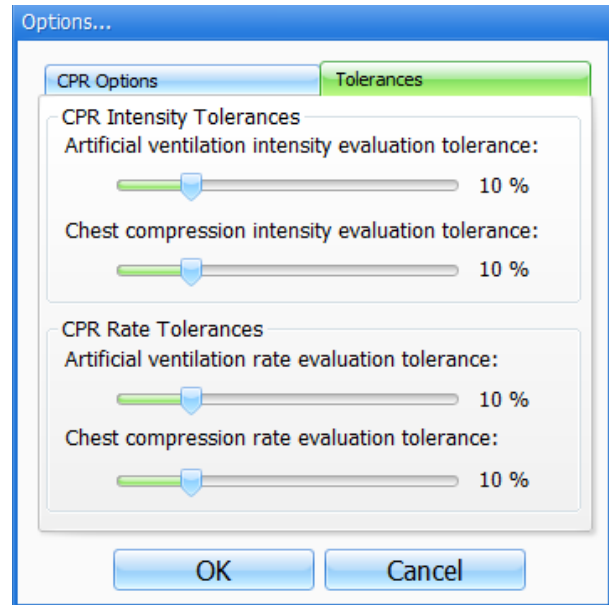 Options...
CPR Options
Tolerances
CPR Intensity Tolerances
Artificial ventilation intensity evaluation tolerance:
10 %
Chest compression intensity evaluation tolerance:
10 %
CPR Rate Tolerances
Artificial ventilation rate evaluation tolerance:
10 %
Chest compression rate evaluation tolerance:
10 %
OK
Cancel